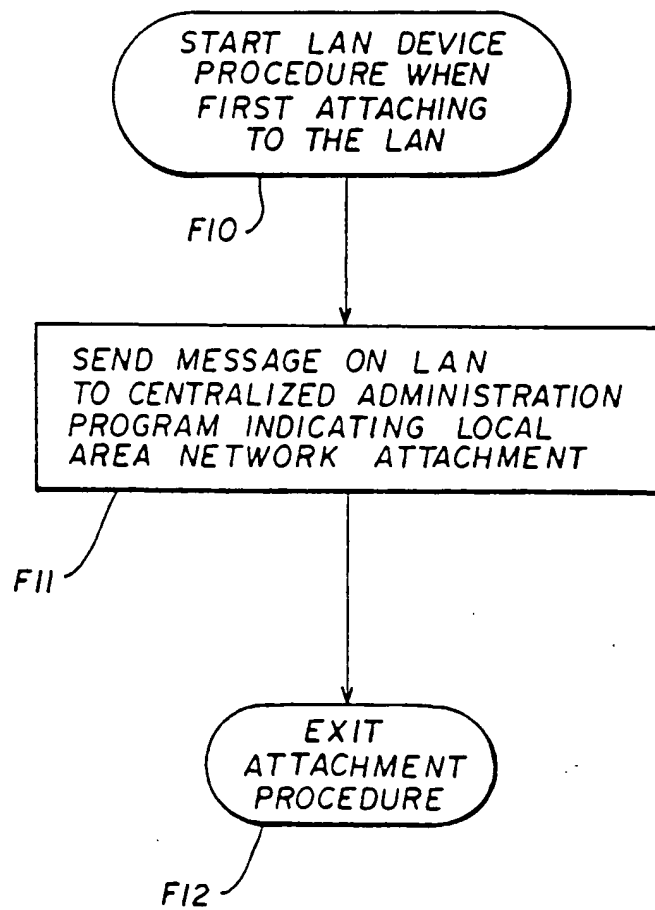 START LAN DEVICE
PROCEDURE WHEN
FIRST ATTACHING
TO THE LAN
F10
SEND MESSAGE ON LAN
TO CENTRALIZED ADMINISTRATION
PROGRAM INDICATING LOCAL
AREA NETWORK ATTACHMENT
F11
EXIT
ATTACHMENT
PROCEDURE
F12